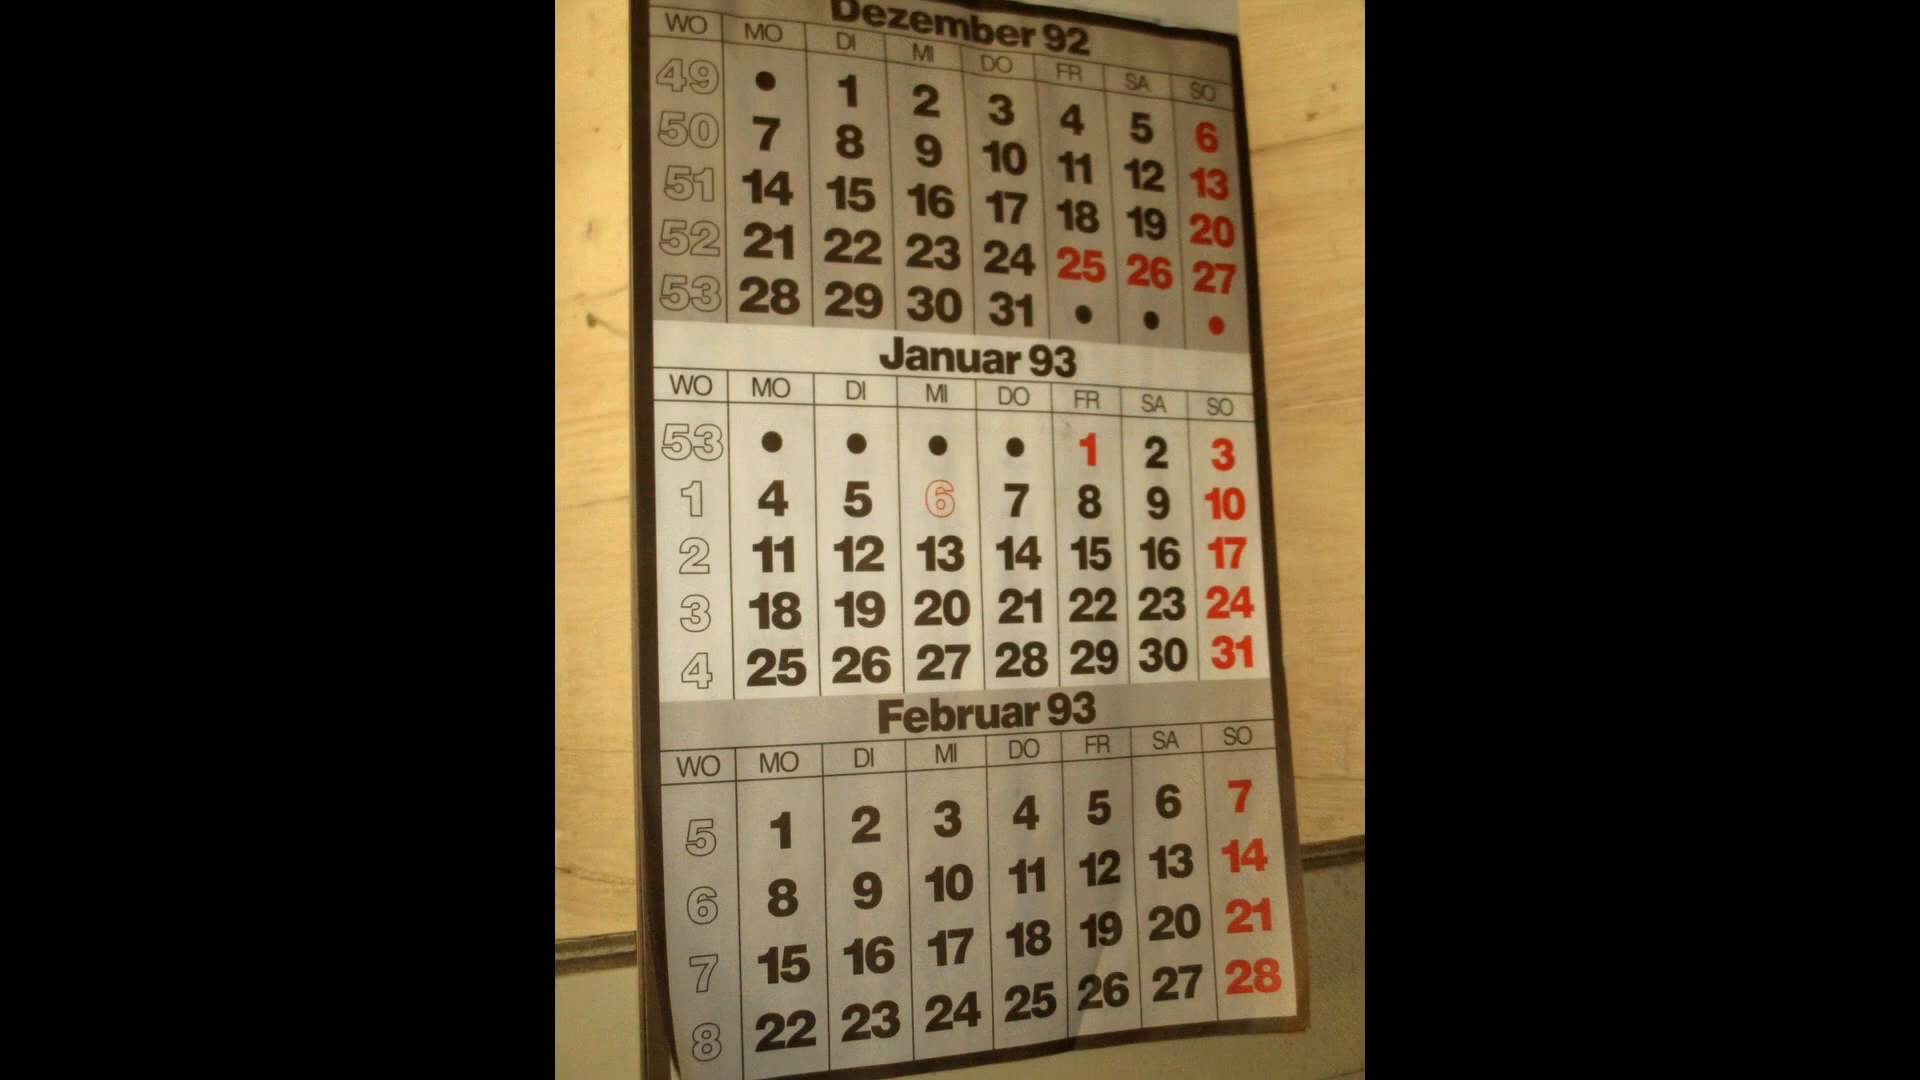 Dezember 92
WO MO DI MI DO FR SA SO
49 • 1 2 3 4 5 6
50 7 8 9 10 11 12 13
51 14 15 16 17 18 19 20
52 21 22 23 24 25 26 27
53 28 29 30 31 • • •
Januar 93
WO MO DI MI DO FR SA SO
53 • • • • 1 2 3
1 4 5 6 7 8 9 10
2 11 12 13 14 15 16 17
3 18 19 20 21 22 23 24
4 25 26 27 28 29 30 31
Februar 93
WO MO DI MI DO FR SA SO
5 1 2 3 4 5 6 7
6 8 9 10 11 12 13 14
7 15 16 17 18 19 20 21
8 22 23 24 25 26 27 28